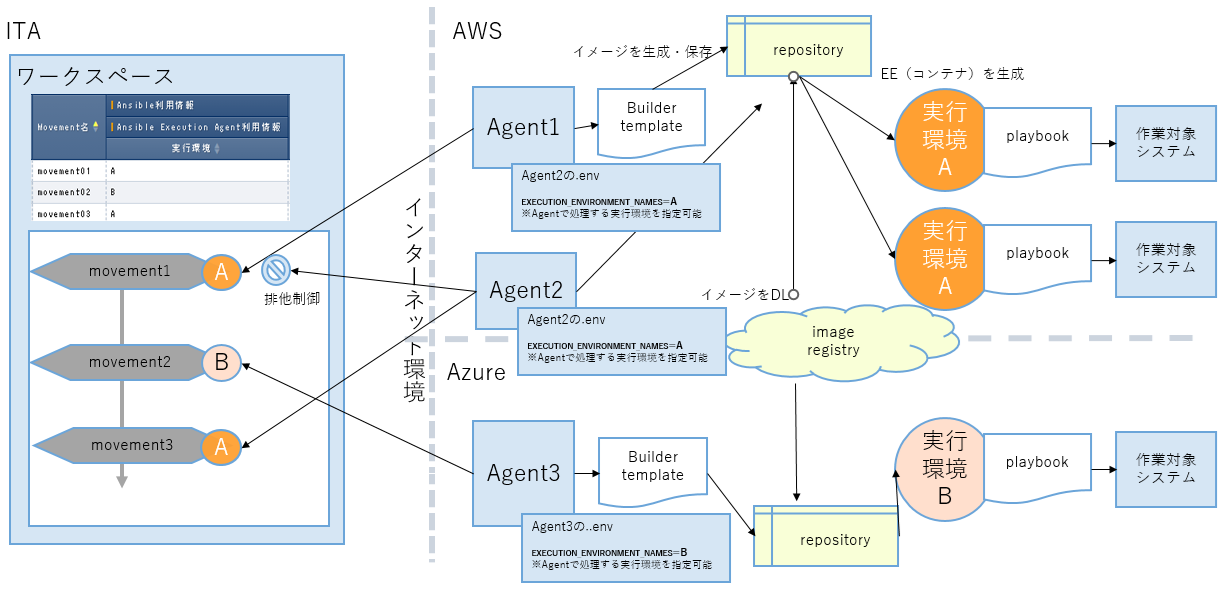 ITA
ワークスペース
Movement名
Ansible利用情報
Ansible Execution Agent利用情報
実行環境
movement01 A
movement02 B
movement03 A
movement1
A
排他制御
movement2
B
movement3
A
インターネット環境
AWS
イメージを生成・保存
repository
EE（コンテナ）を生成
Agent1
Builder
template
Agent2の.env
EXECUTION_ENVIRONMENT_NAMES=A
※Agentで処理する実行環境を指定可能
実行
環境
A
playbook
作業対象
システム
Agent2
Agent2の.env
EXECUTION_ENVIRONMENT_NAMES=A
※Agentで処理する実行環境を指定可能
実行
環境
A
playbook
作業対象
システム
イメージをDL
image
registry
Azure
Agent3
Builder
template
Agent3の..env
EXECUTION_ENVIRONMENT_NAMES=B
※Agentで処理する実行環境を指定可能
repository
実行
環境
B
playbook
作業対象
システム